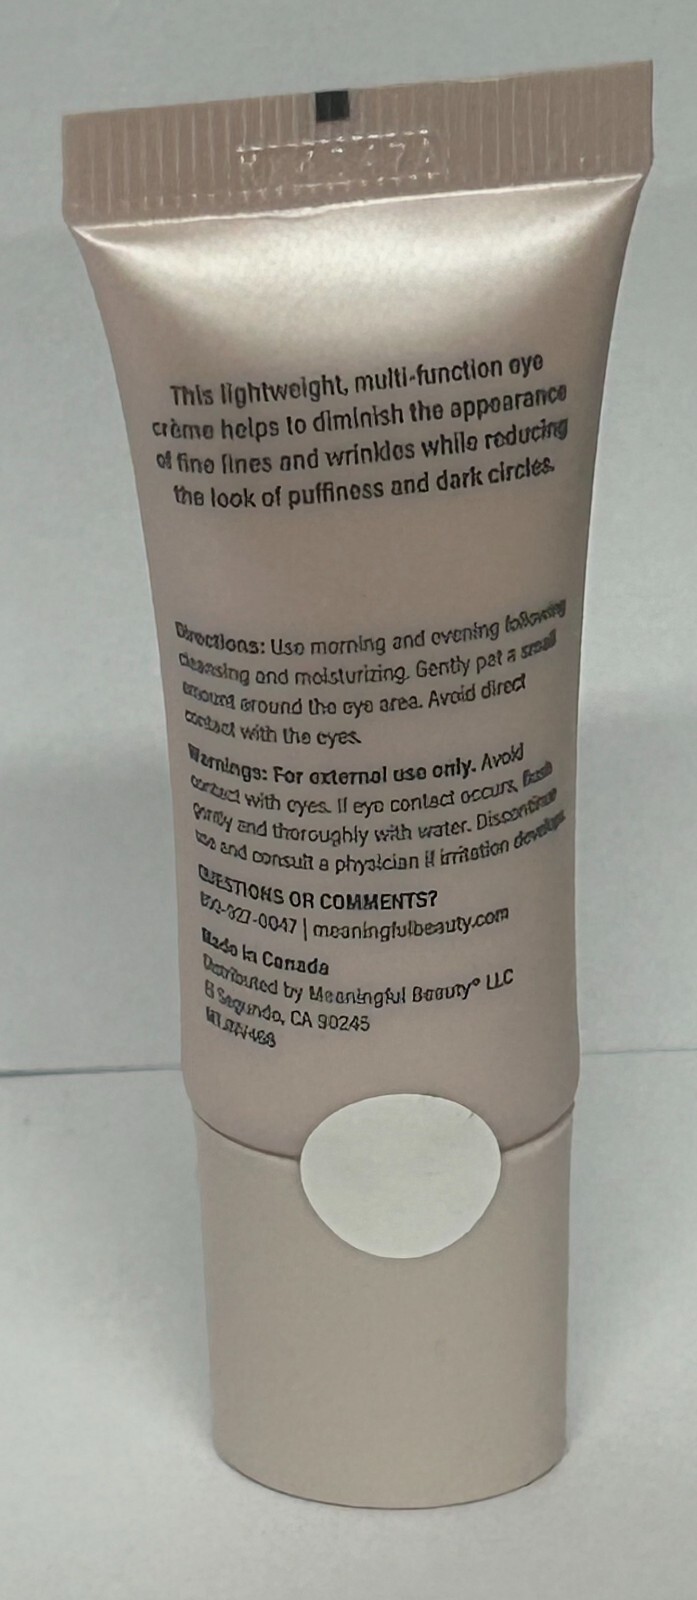 This lightweight, multi-function eye
crème helps to diminish the appearance
of fine lines and wrinkles while reducing
the look of puffiness and dark circles.
Directions: Use morning and evening following
cleansing and moisturizing. Gently pat a small
amount around the eye area. Avoid direct
contact with the eyes.
Warnings: For external use only. Avoid
contact with eyes. If eye contact occurs, flush
gently and thoroughly with water. Discontinue
use and consult a physician if irritation develops.
QUESTIONS OR COMMENTS?
meaningfulbeauty.com
Made in Canada
Distributed by Meaningful Beauty® LLC
El Segundo, CA 90245